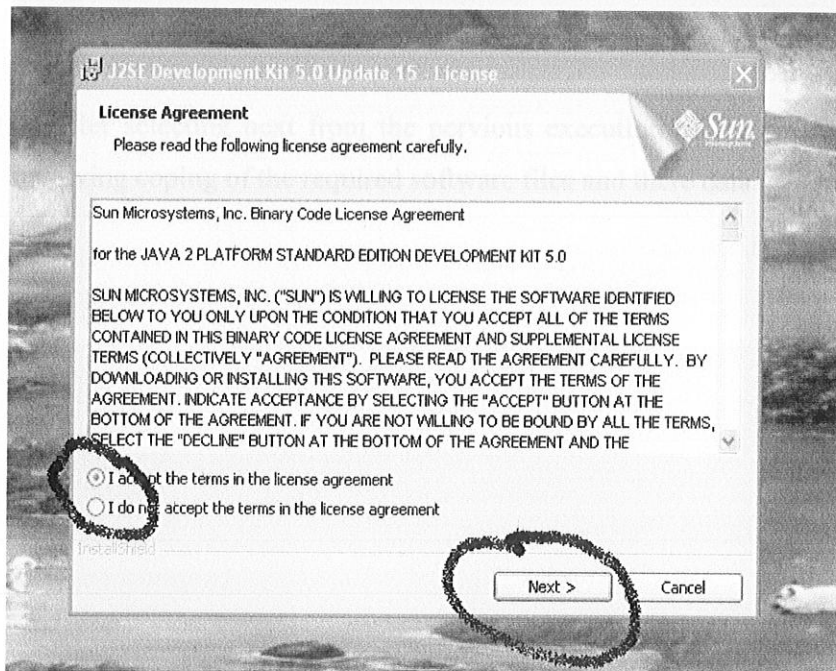 J2SE Development Kit 5.0 Update 15 - License
License Agreement
Please read the following license agreement carefully.
Sun
Sun Microsystems, Inc. Binary Code License Agreement
for the JAVA 2 PLATFORM STANDARD EDITION DEVELOPMENT KIT 5.0
SUN MICROSYSTEMS, INC. ("SUN") IS WILLING TO LICENSE THE SOFTWARE IDENTIFIED
BELOW TO YOU ONLY UPON THE CONDITION THAT YOU ACCEPT ALL OF THE TERMS
CONTAINED IN THIS BINARY CODE LICENSE AGREEMENT AND SUPPLEMENTAL LICENSE
TERMS (COLLECTIVELY "AGREEMENT"). PLEASE READ THE AGREEMENT CAREFULLY. BY
DOWNLOADING OR INSTALLING THIS SOFTWARE, YOU ACCEPT THE TERMS OF THE
AGREEMENT. INDICATE ACCEPTANCE BY SELECTING THE "ACCEPT" BUTTON AT THE
BOTTOM OF THE AGREEMENT. IF YOU ARE NOT WILLING TO BE BOUND BY ALL THE TERMS,
SELECT THE "DECLINE" BUTTON AT THE BOTTOM OF THE AGREEMENT AND THE
I accept the terms in the license agreement
I do not accept the terms in the license agreement
InstallShield
Next >
Cancel